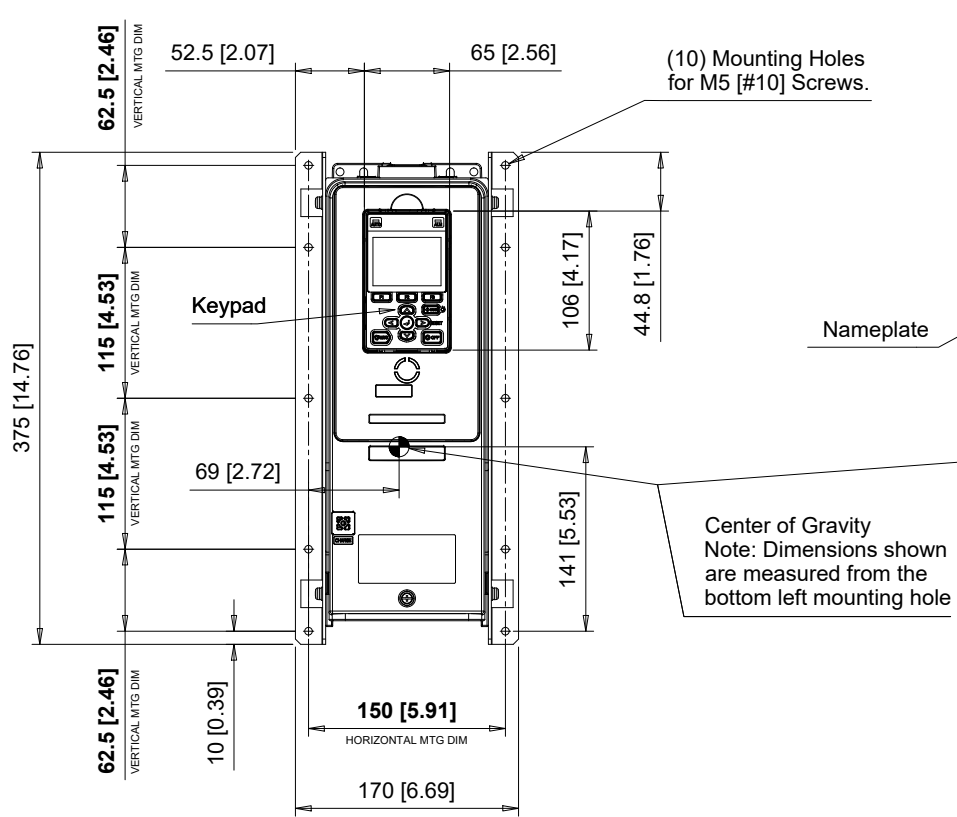 62.5 [2.46]
VERTICAL MTG DIM
52.5 [2.07]
65 [2.56]
(10) Mounting Holes
for M5 [#10] Screws.
115 [4.53]
VERTICAL MTG DIM
Keypad
106 [4.17]
44.8 [1.76]
Nameplate
375 [14.76]
115 [4.53]
VERTICAL MTG DIM
69 [2.72]
141 [5.53]
Center of Gravity
Note: Dimensions shown
are measured from the
bottom left mounting hole
62.5 [2.46]
VERTICAL MTG DIM
10 [0.39]
150 [5.91]
HORIZONTAL MTG DIM
170 [6.69]